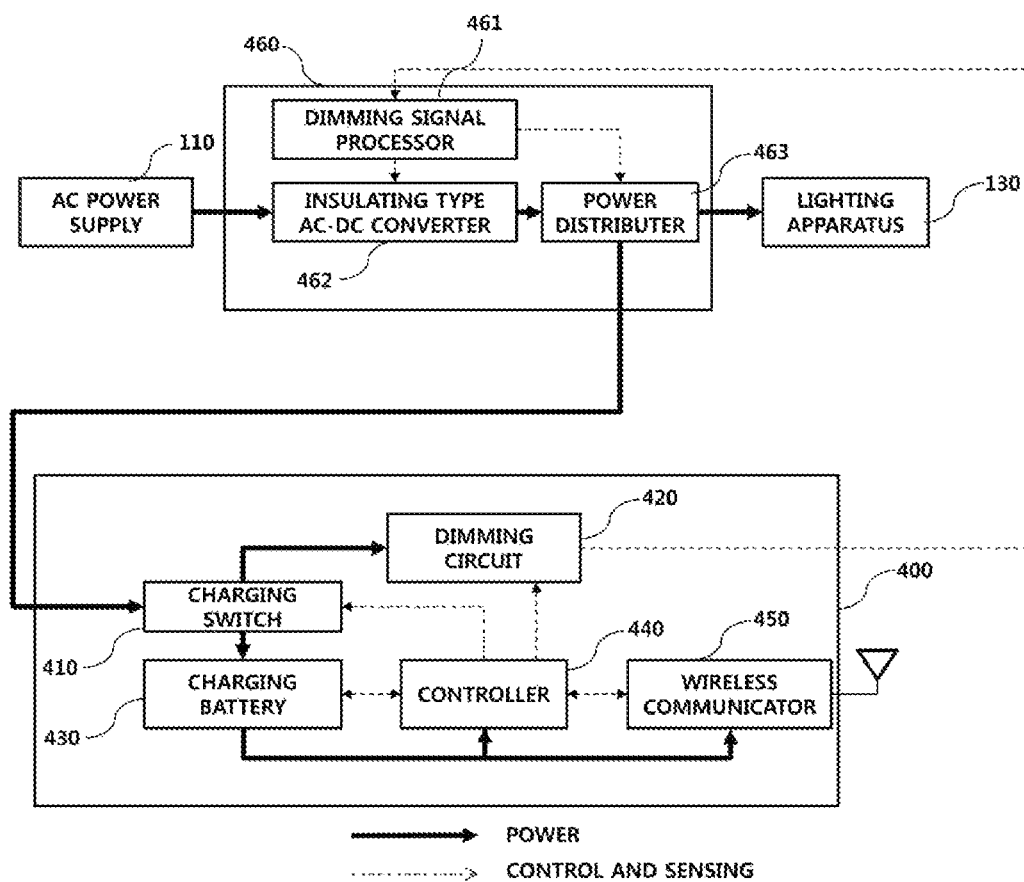 461
460
DIMMING SIGNAL
PROCESSOR
110
463
AC POWER
SUPPLY
INSULATING TYPE
AC-DC CONVERTER
POWER
DISTRIBUTER
LIGHTING
APPARATUS
130
462
420
DIMMING
CIRCUIT
400
CHARGING
SWITCH
410
440
450
CHARGING
BATTERY
CONTROLLER
WIRELESS
COMMUNICATOR
430
POWER
CONTROL AND SENSING